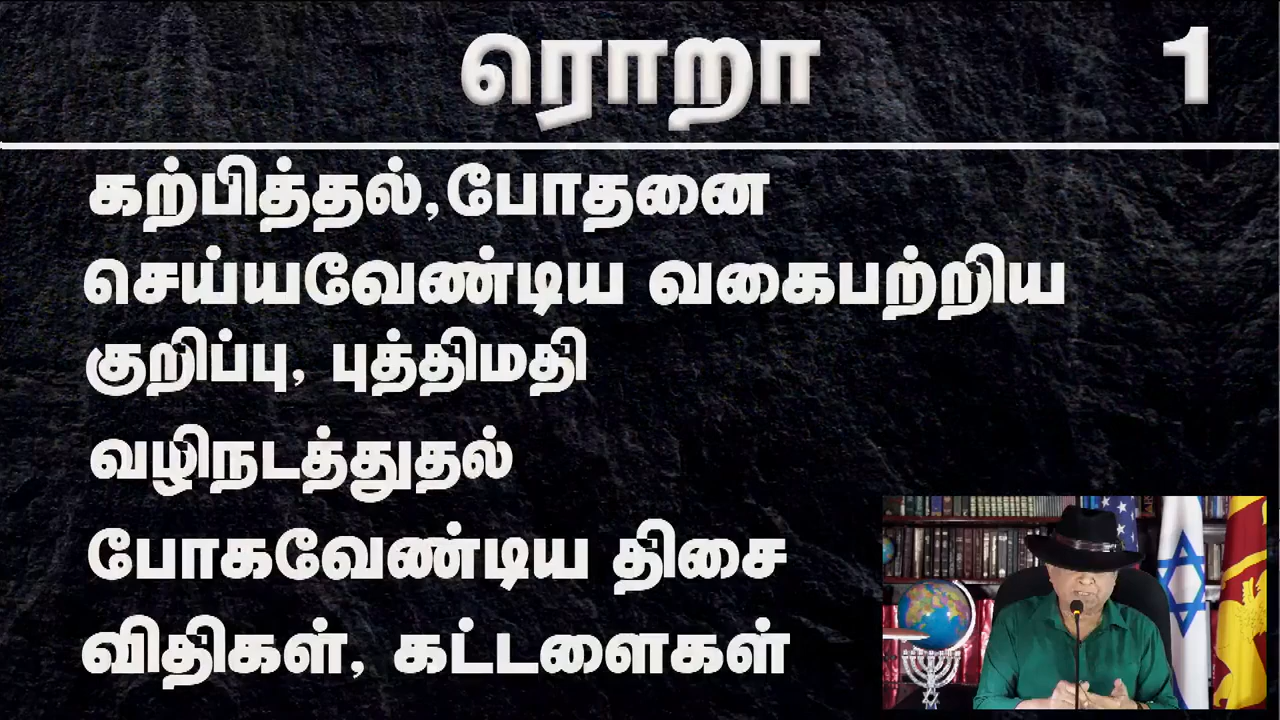 ரொறா 1
கற்பித்தல்,போதனை
செய்யவேண்டிய வகைபற்றிய
குறிப்பு, புத்திமதி
வழிநடத்துதல்
போகவேண்டிய திசை
விதிகள், கட்டளைகள்